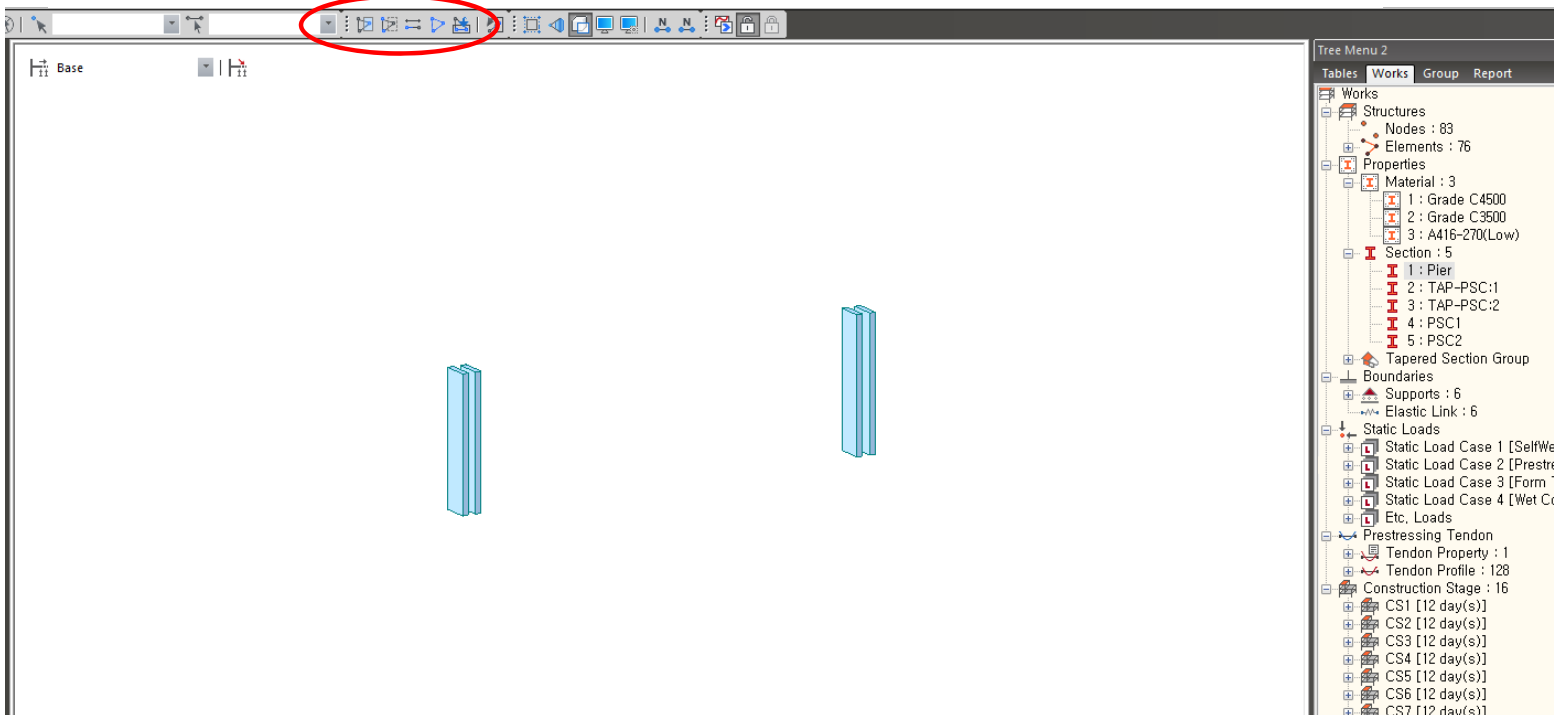 N N
Base
Tree Menu 2
Tables Works Group Report
Works
Structures
Nodes : 83
Elements : 76
Properties
Material : 3
1 : Grade C4500
2 : Grade C3500
3 : A416-270(Low)
Section : 5
1 : Pier
2 : TAP-PSC:1
3 : TAP-PSC:2
4 : PSC1
5 : PSC2
Tapered Section Group
Boundaries
Supports : 6
Elastic Link : 6
Static Loads
Static Load Case 1 [SelfWe
Static Load Case 2 [Prestre
Static Load Case 3 [Form T
Static Load Case 4 [Wet Co
Etc. Loads
Prestressing Tendon
Tendon Property : 1
Tendon Profile : 128
Construction Stage : 16
CS1 [12 day(s)]
CS2 [12 day(s)]
CS3 [12 day(s)]
CS4 [12 day(s)]
CS5 [12 day(s)]
CS6 [12 day(s)]
CS7 [12 day(s)]